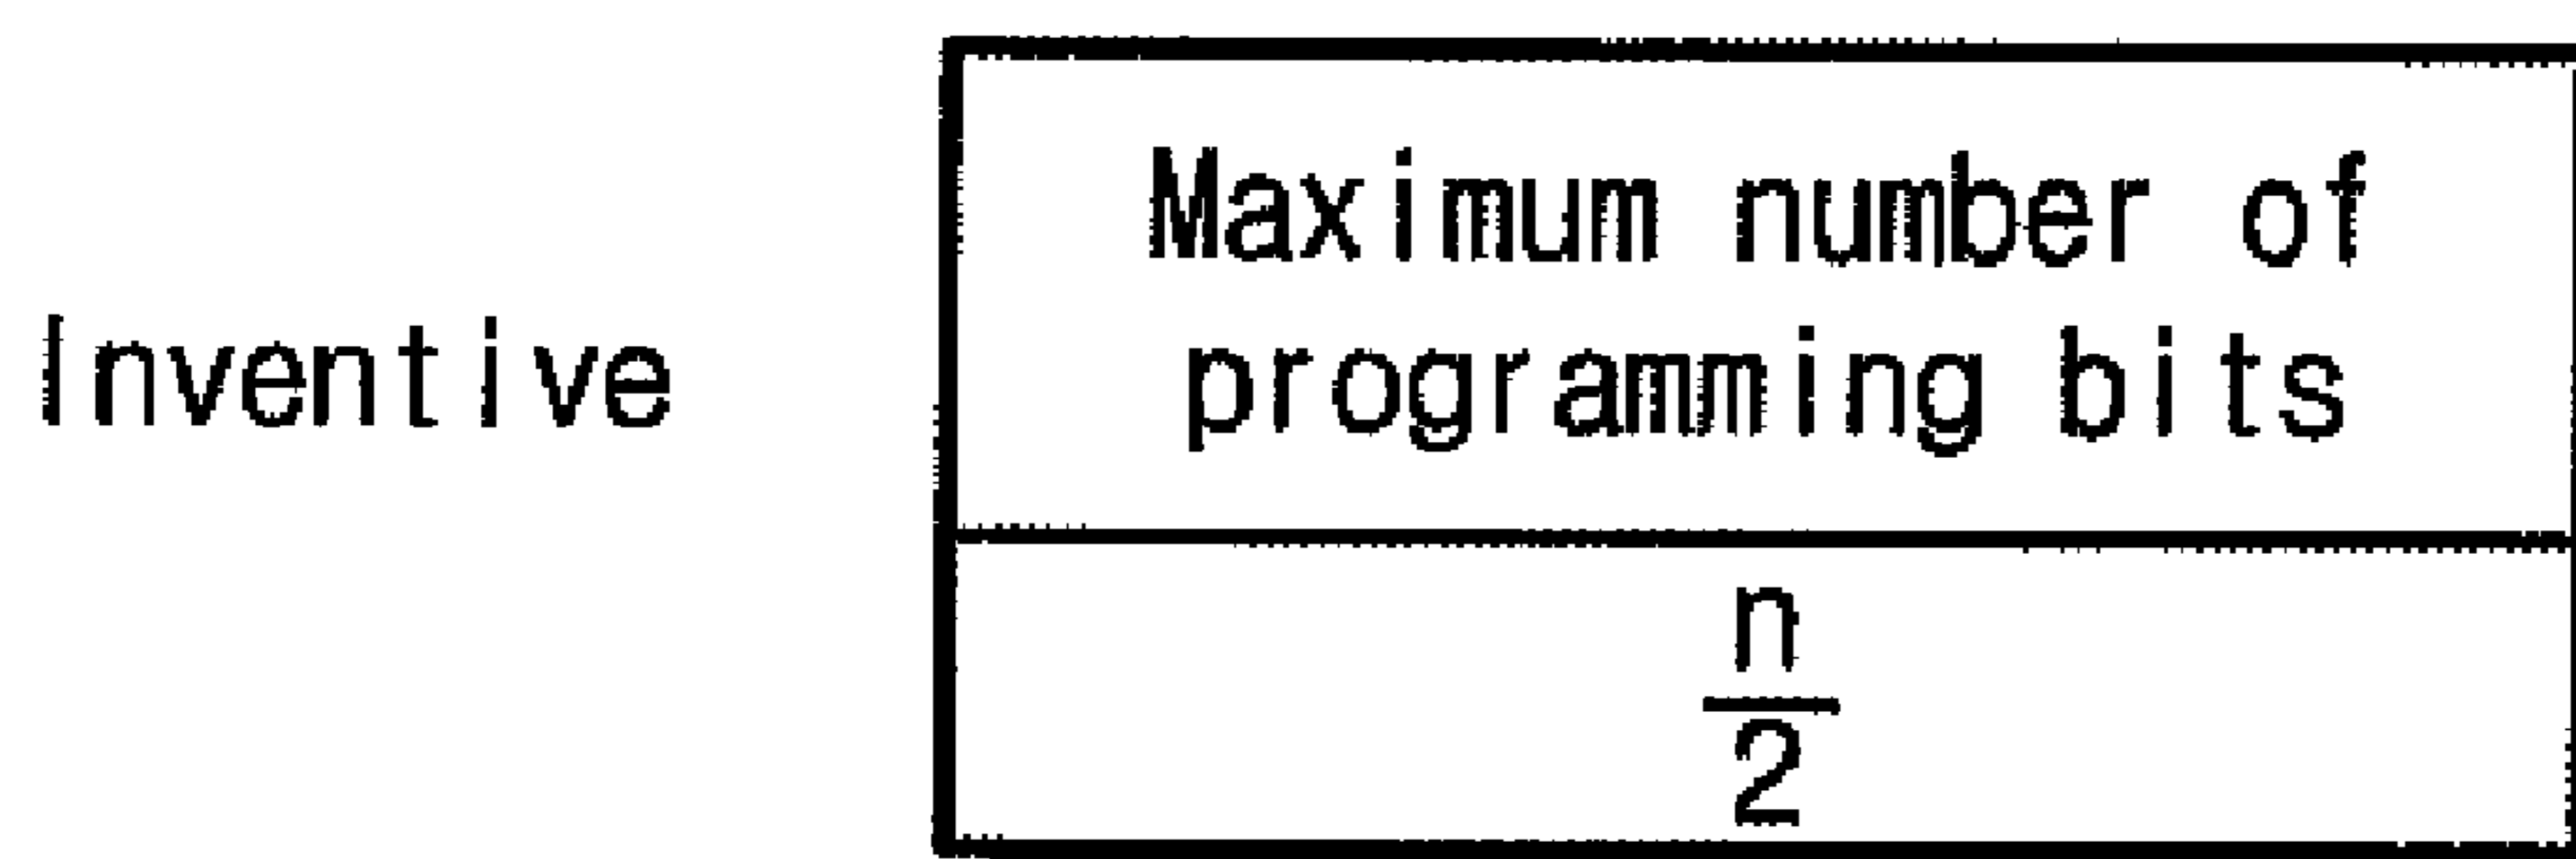 Inventive
Maximum number of
programming bits
n
2